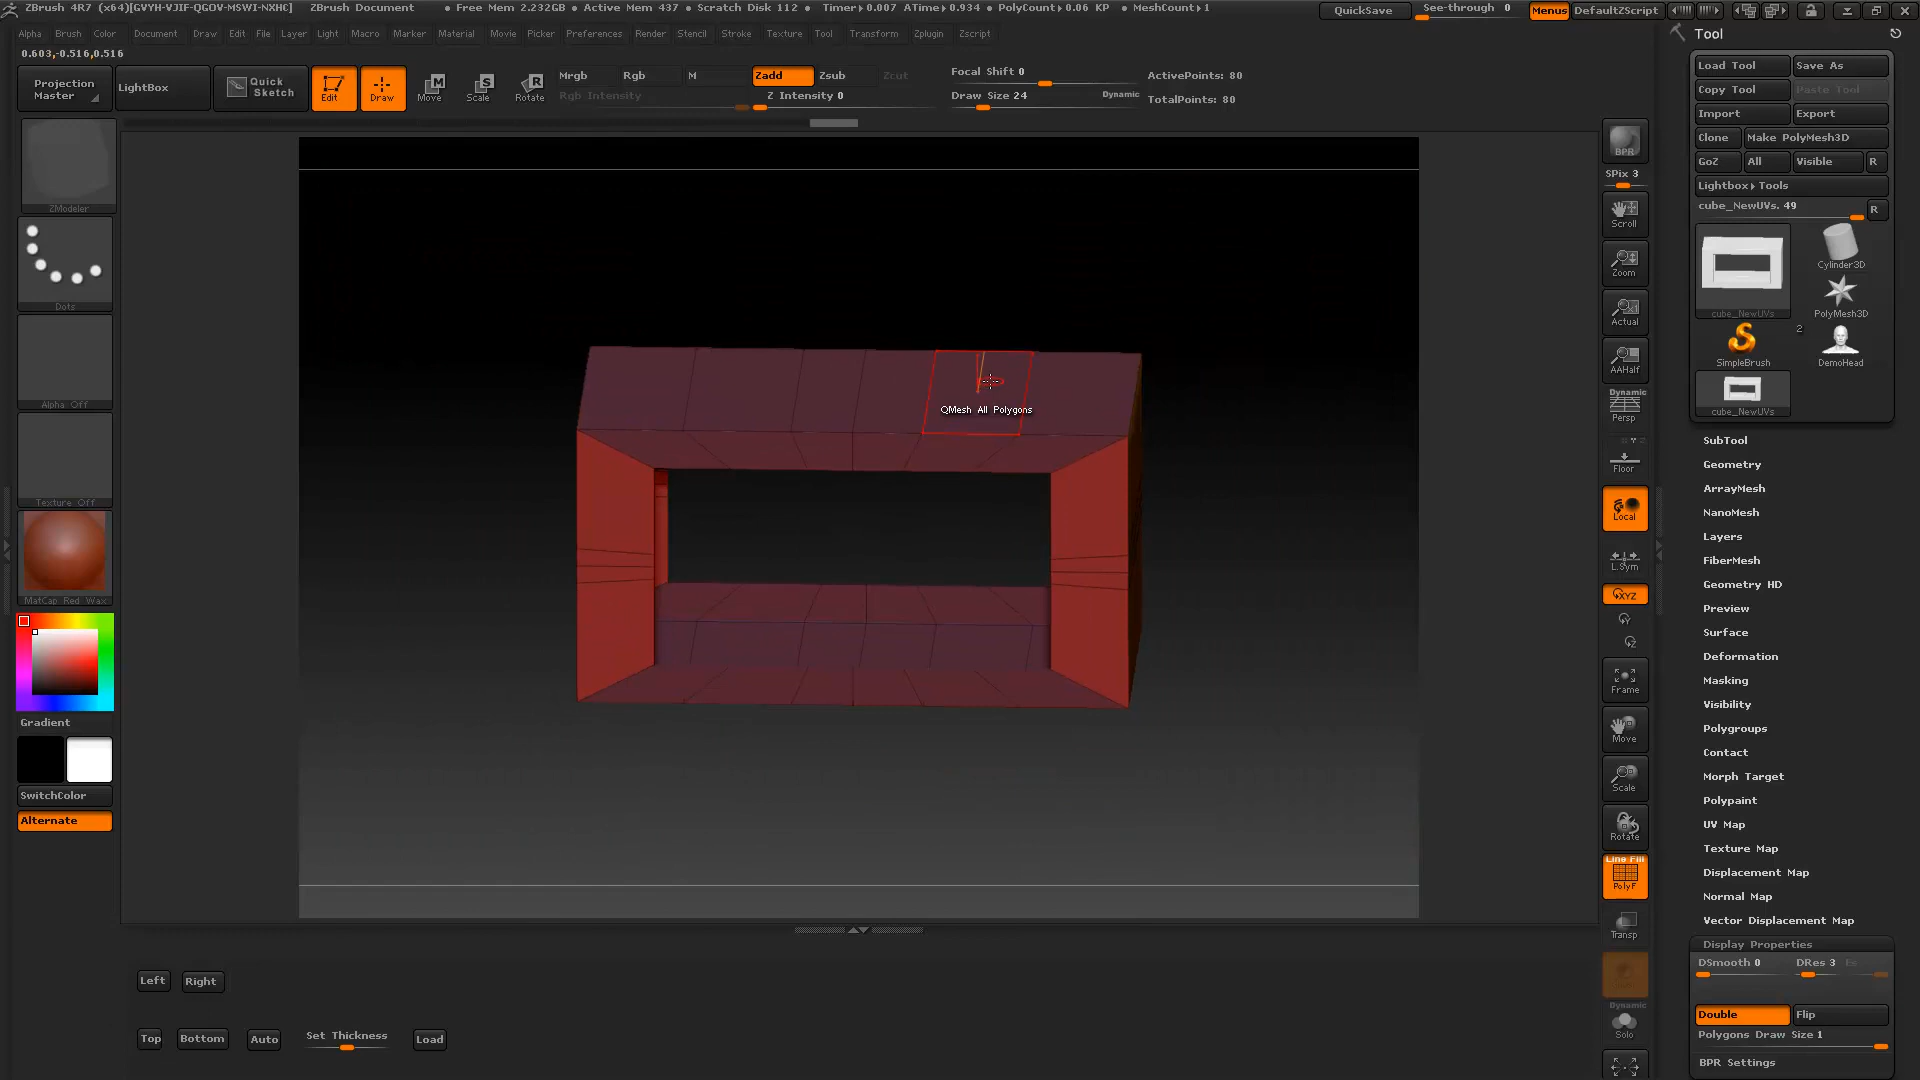 ZBrush 4R7 (x64)[GVYH-VJIF-QGOV-MSWI-NXHC] ZBrush Document • Free Mem 2.232GB • Active Mem 437 • Scratch Disk 112 • Timer▸0.007 ATime▸0.934 • PolyCount▸0.06 KP • MeshCount▸1 QuickSave See-through 0 Menus DefaultZScript
Alpha Brush Color Document Draw Edit File Layer Light Macro Marker Material Movie Picker Preferences Render Stencil Stroke Texture Tool Transform Zplugin Zscript
0.603,-0.516,0.516
Projection Master
LightBox
Quick Sketch
Edit
Draw
Move
Scale
Rotate
Mrgb Rgb M Zadd Zsub Zcut
Rgb Intensity Z Intensity 0
Focal Shift 0
Draw Size 24 Dynamic
ActivePoints: 80
TotalPoints: 80
ZModeler
Dots
Alpha Off
Texture Off
MatCap Red Wax
Gradient
SwitchColor
Alternate
QMesh All Polygons
Left Right
Top Bottom Auto Set Thickness Load
BPR
SPix 3
Scroll
Zoom
Actual
AAHalf
Dynamic
Persp
Floor
Local
L.Sym
XYZ
Frame
Move
Scale
Rotate
Line Fill
PolyF
Transp
Dynamic
Solo
Tool
Load Tool Save As
Copy Tool Paste Tool
Import Export
Clone Make PolyMesh3D
GoZ All Visible R
Lightbox▸Tools
cube_NewUVs. 49 R
cube_NewUVs
Cylinder3D
PolyMesh3D
SimpleBrush
2
DemoHead
cube_NewUVs
SubTool
Geometry
ArrayMesh
NanoMesh
Layers
FiberMesh
Geometry HD
Preview
Surface
Deformation
Masking
Visibility
Polygroups
Contact
Morph Target
Polypaint
UV Map
Texture Map
Displacement Map
Normal Map
Vector Displacement Map
Display Properties
DSmooth 0 DRes 3 Es
Double Flip
Polygons Draw Size 1
BPR Settings